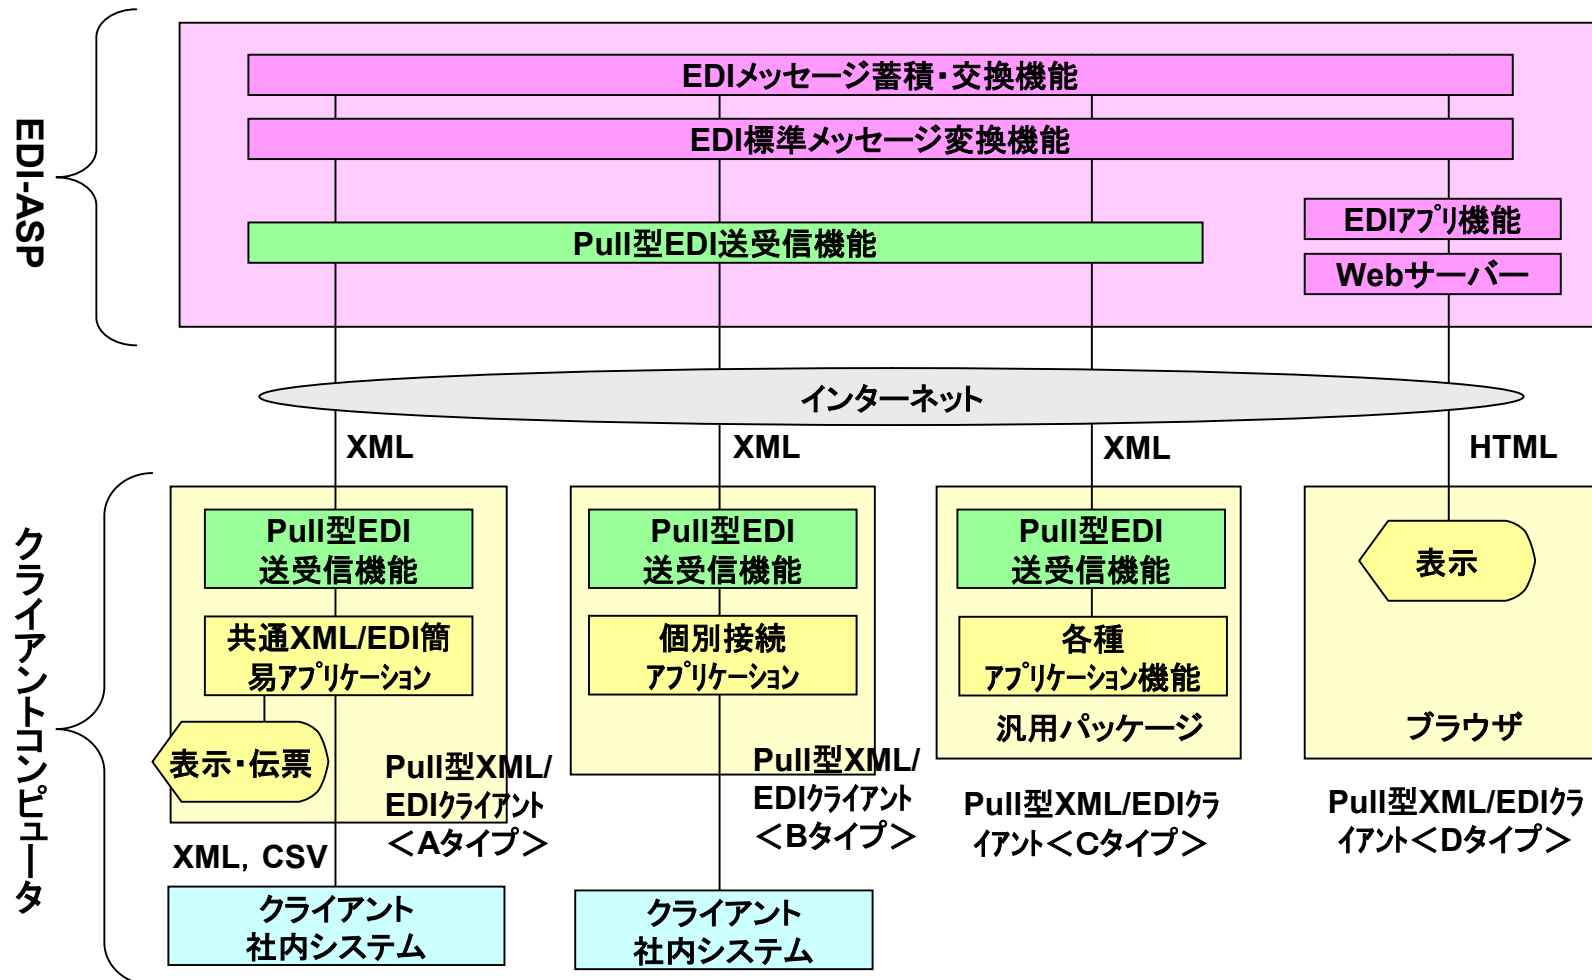 EDI-ASP
EDIメッセージ蓄積・交換機能
EDI標準メッセージ変換機能
EDIｱﾌﾟﾘ機能
Pull型EDI送受信機能
Webサーバー
インターネット
XML
XML
XML
HTML
クライアントコンピュータ
Pull型EDI
送受信機能
共通XML/EDI簡
易ｱﾌﾟﾘｹｰｼｮﾝ
表示・伝票
Pull型XML/
EDIｸﾗｲｱﾝﾄ
＜Aタイプ＞
XML，CSV
クライアント
社内システム
Pull型EDI
送受信機能
個別接続
ｱﾌﾟﾘｹｰｼｮﾝ
Pull型XML/
EDIｸﾗｲｱﾝﾄ
＜Bタイプ＞
クライアント
社内システム
Pull型EDI
送受信機能
各種
ｱﾌﾟﾘｹｰｼｮﾝ機能
汎用パッケージ
Pull型XML/EDIｸﾗ
ｲｱﾝﾄ＜Cタイプ＞
表示
ブラウザ
Pull型XML/EDIｸﾗ
ｲｱﾝﾄ＜Dタイプ＞